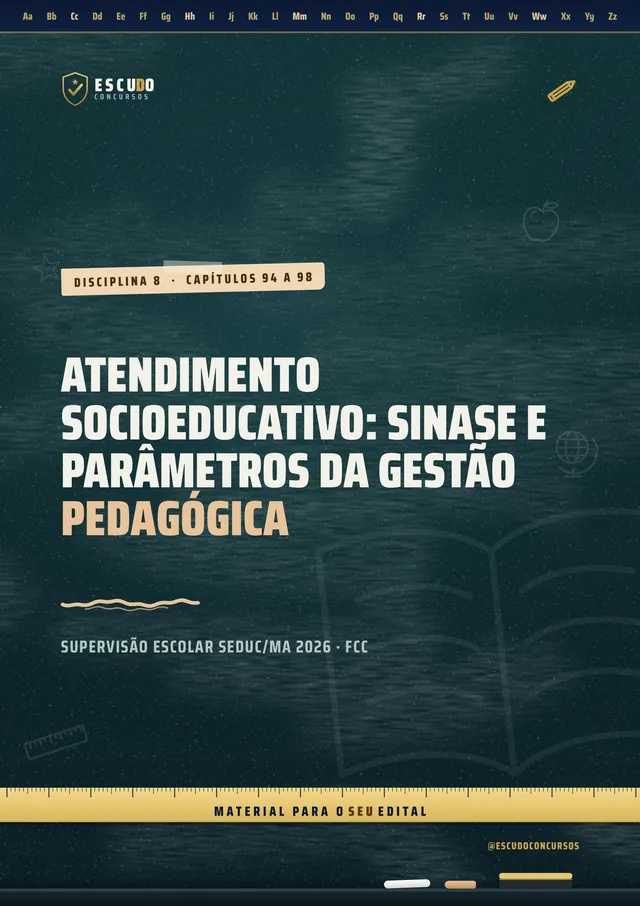 Aa Bb Cc Dd Ee Ff Gg Hh Ii Jj Kk Ll Mm Nn Oo Pp Qq Rr Ss Tt Uu Vv Ww Xx Yy Zz
ESCUDO
CONCURSOS
DISCIPLINA 8 · CAPÍTULOS 94 A 98
ATENDIMENTO
SOCIOEDUCATIVO: SINASE E
PARÂMETROS DA GESTÃO
PEDAGÓGICA
SUPERVISÃO ESCOLAR SEDUC/MA 2026 · FCC
MATERIAL PARA O SEU EDITAL
@ESCUDOCONCURSOS